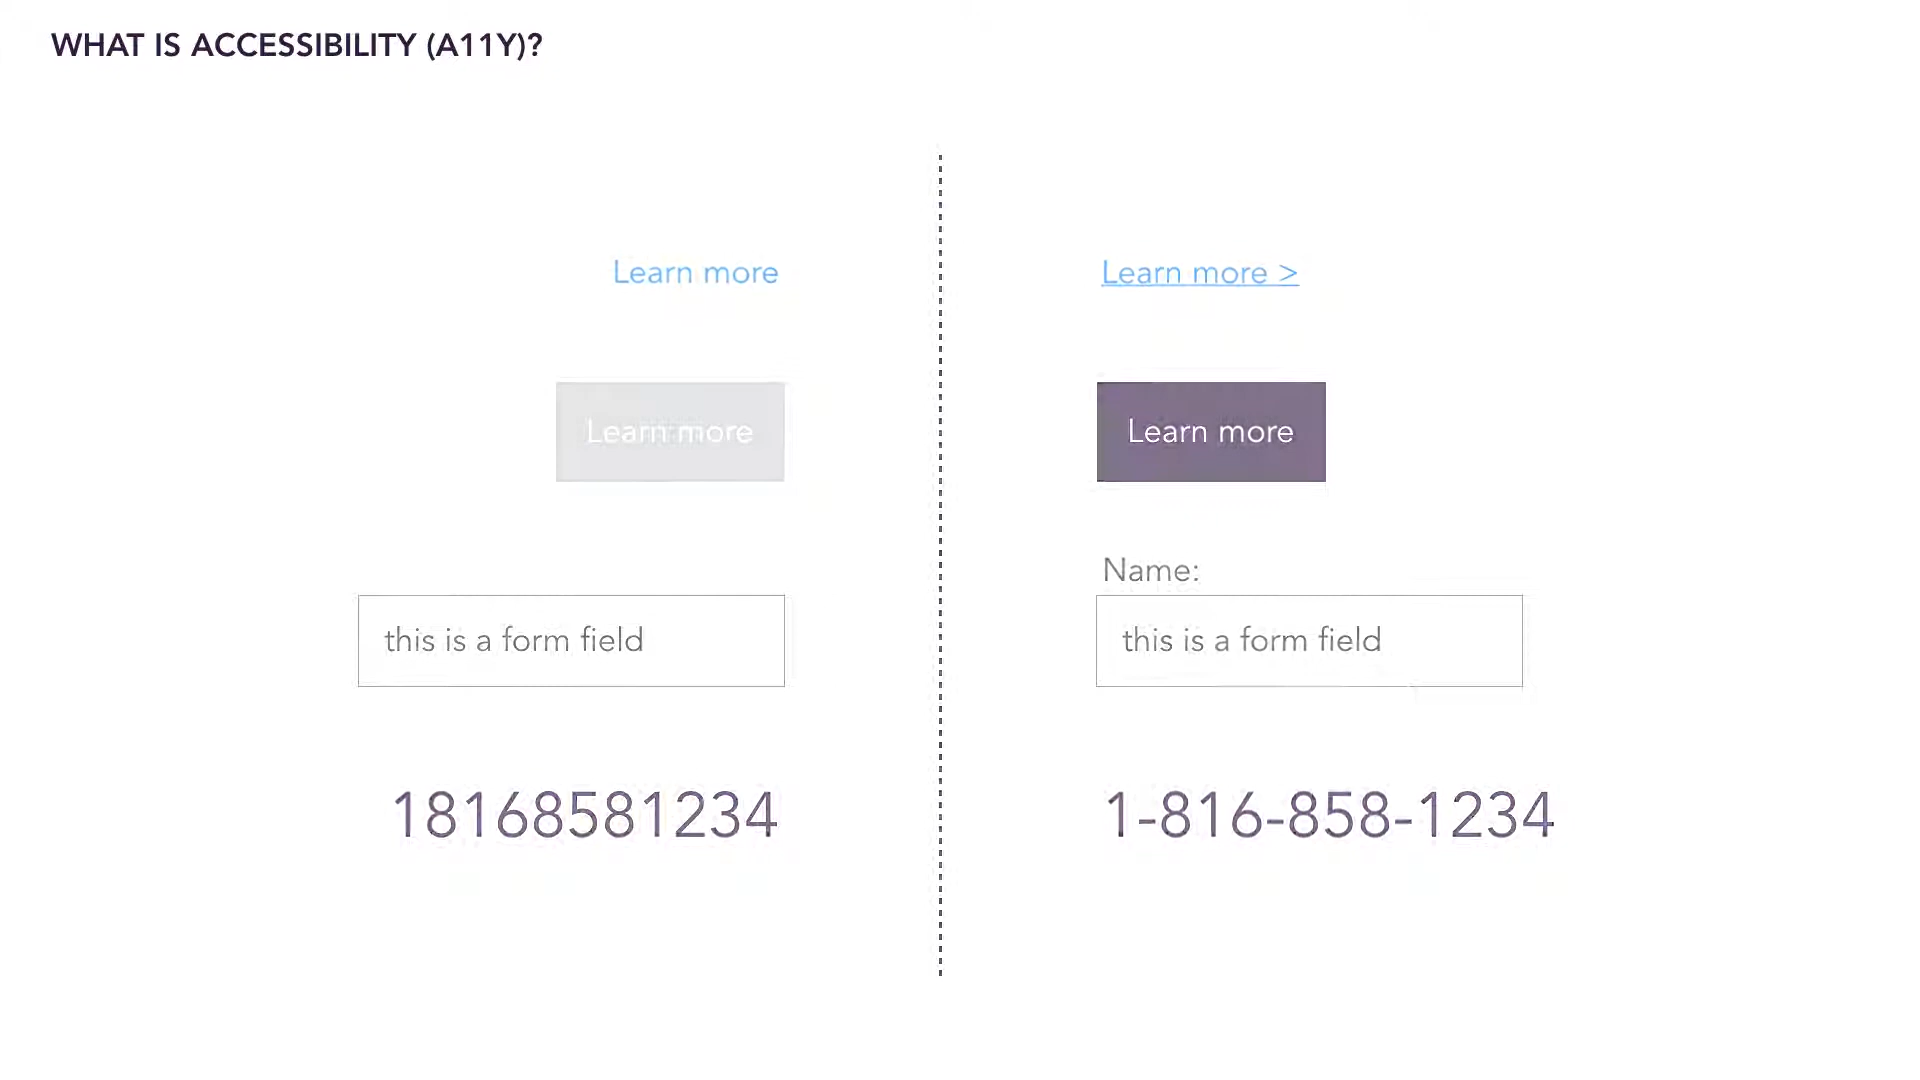 WHAT IS ACCESSIBILITY (A11Y)?
Learn more
Learn more
this is a form field
18168581234
Learn more >
Learn more
Name:
this is a form field
1-816-858-1234